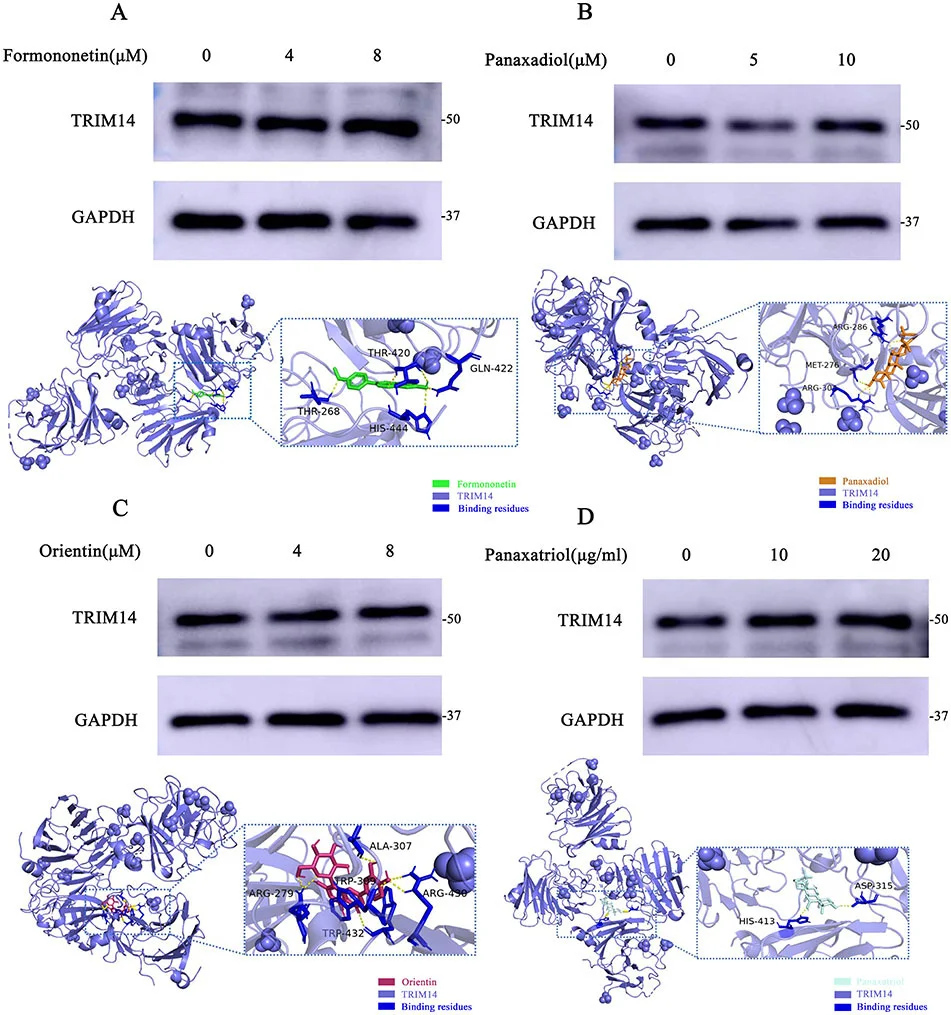 A
Formononetin(μM) 0 4 8
TRIM14 -50
GAPDH -37
THR-420
GLN-422
THR-268
HIS-444
Formononetin
TRIM14
Binding residues
B
Panaxadiol(μM) 0 5 10
TRIM14 -50
GAPDH -37
ARG-286
MET-276
Panaxadiol
TRIM14
Binding residues
C
Orientin(μM) 0 4 8
TRIM14 -50
GAPDH -37
ALA-307
ARG-279
TRP-432
Orientin
TRIM14
Binding residues
D
Panaxatriol(μg/ml) 0 10 20
TRIM14 -50
GAPDH -37
ASP-315
HIS-413
Panaxatriol
TRIM14
Binding residues